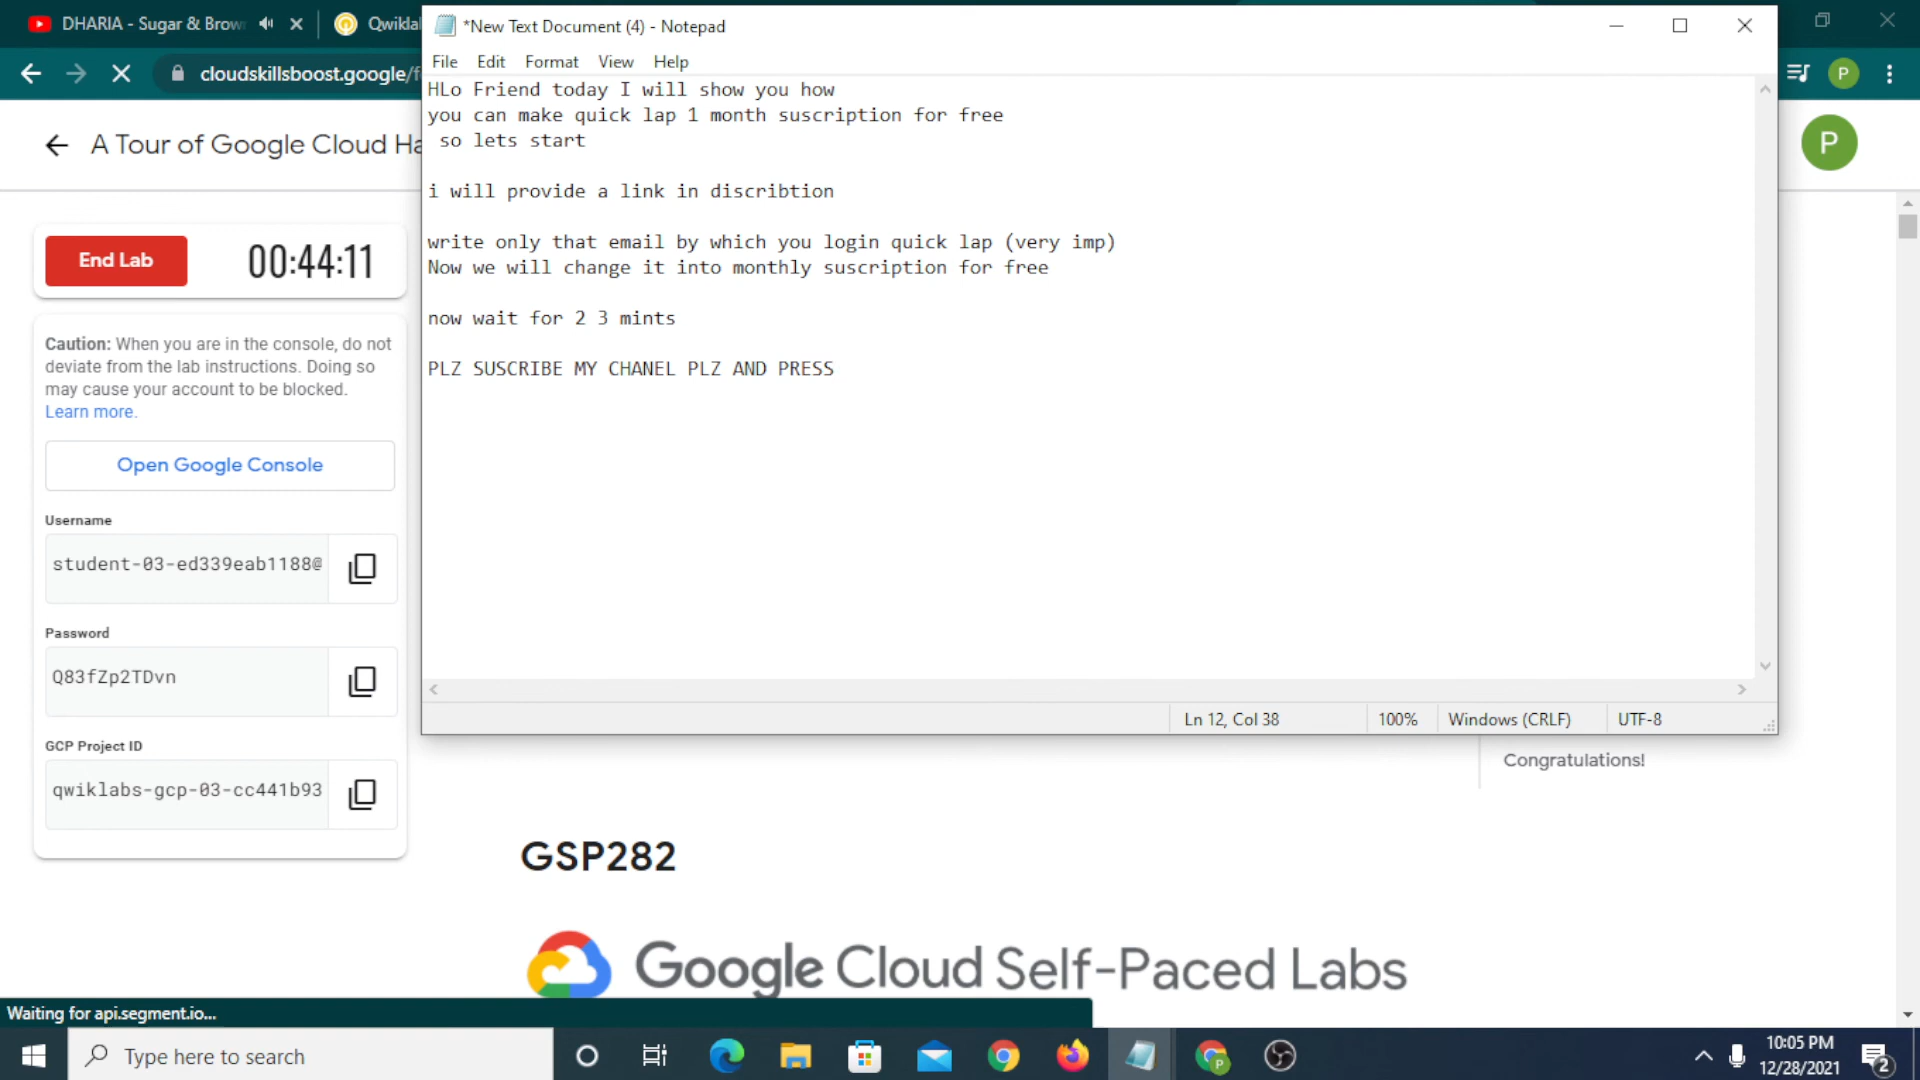 DHARIA - Sugar & Brow
Qwiklal
*New Text Document (4) - Notepad
File Edit Format View Help
cloudskillsboost.google/f
P
HLo Friend today I will show you how
you can make quick lap 1 month suscription for free
so lets start
i will provide a link in discribtion
write only that email by which you login quick lap (very imp)
Now we will change it into monthly suscription for free
now wait for 2 3 mints
PLZ SUSCRIBE MY CHANEL PLZ AND PRESS
Ln 12, Col 38 100% Windows (CRLF) UTF-8
A Tour of Google Cloud Ha
P
End Lab 00:44:11
Caution: When you are in the console, do not
deviate from the lab instructions. Doing so
may cause your account to be blocked.
Learn more.
Open Google Console
Username
student-03-ed339eab1188@
Password
Q83fZp2TDvn
GCP Project ID
qwiklabs-gcp-03-cc441b93
Congratulations!
GSP282
Google Cloud Self-Paced Labs
Waiting for api.segment.io...
Type here to search
P
10:05 PM
12/28/2021
2